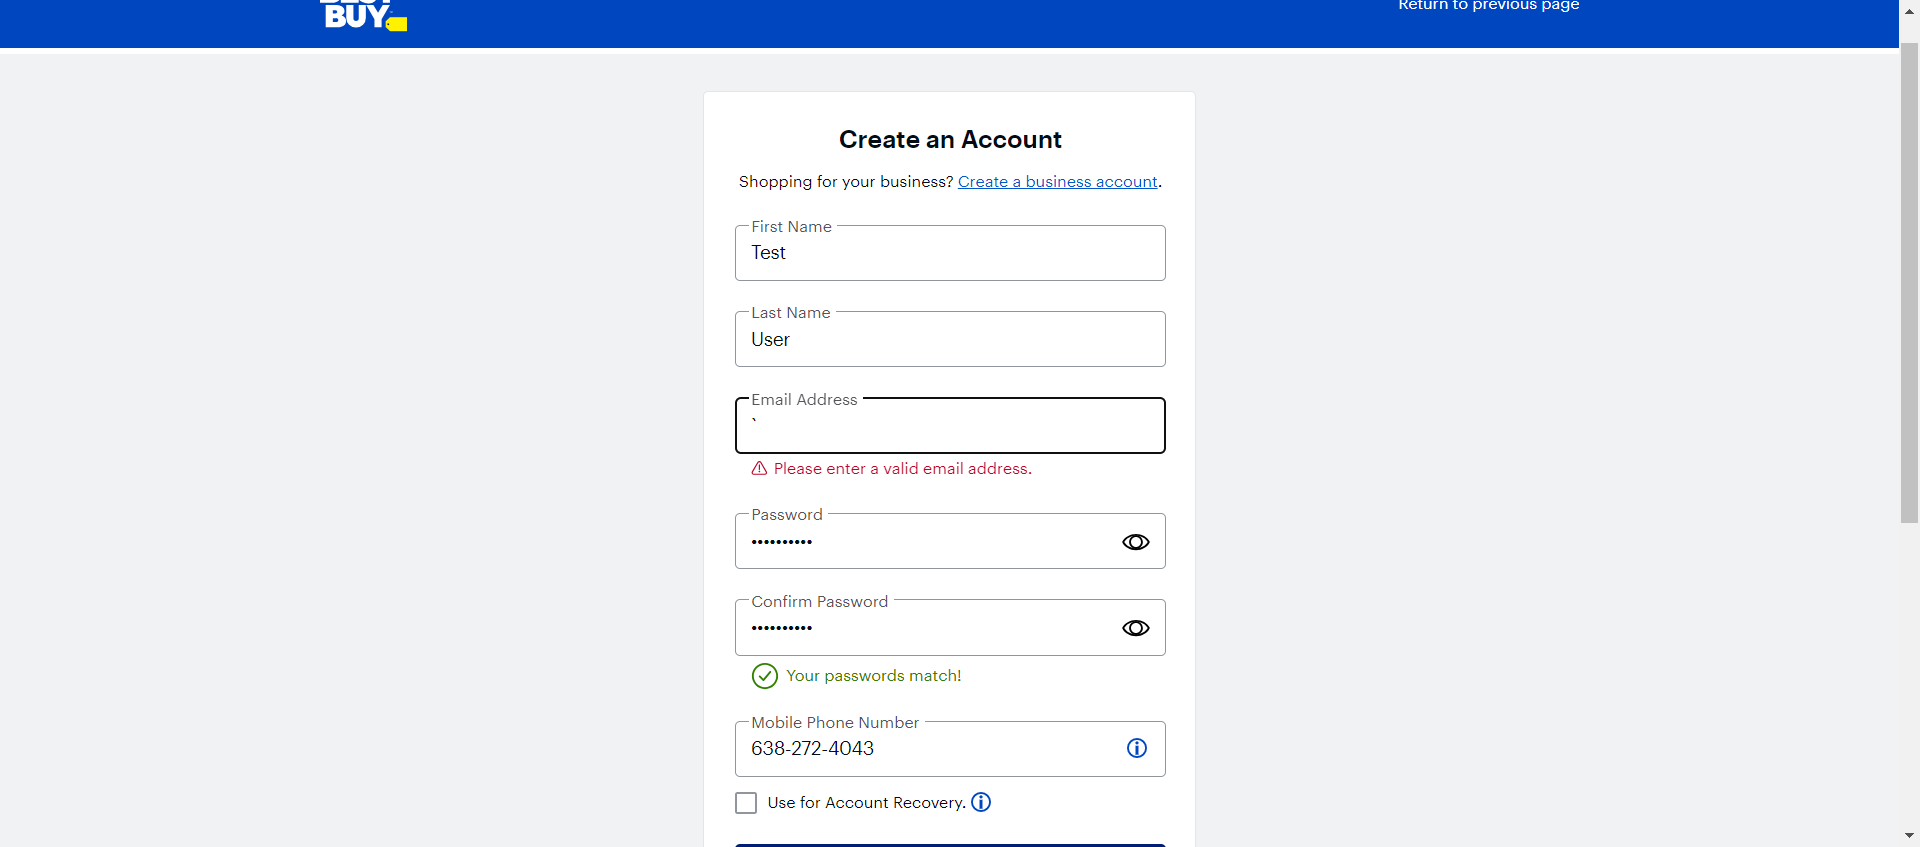 BEST
BUY
Return to previous page
Create an Account
Shopping for your business? Create a business account.
First Name
Test
Last Name
User
Email Address
`
Please enter a valid email address.
Password
••••••••••
Confirm Password
••••••••••
Your passwords match!
Mobile Phone Number
638-272-4043
Use for Account Recovery.